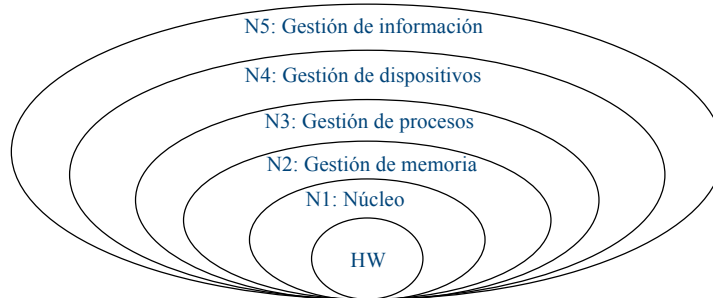 N5: Gestión de información
N4: Gestión de dispositivos
N3: Gestión de procesos
N2: Gestión de memoria
N1: Núcleo
HW